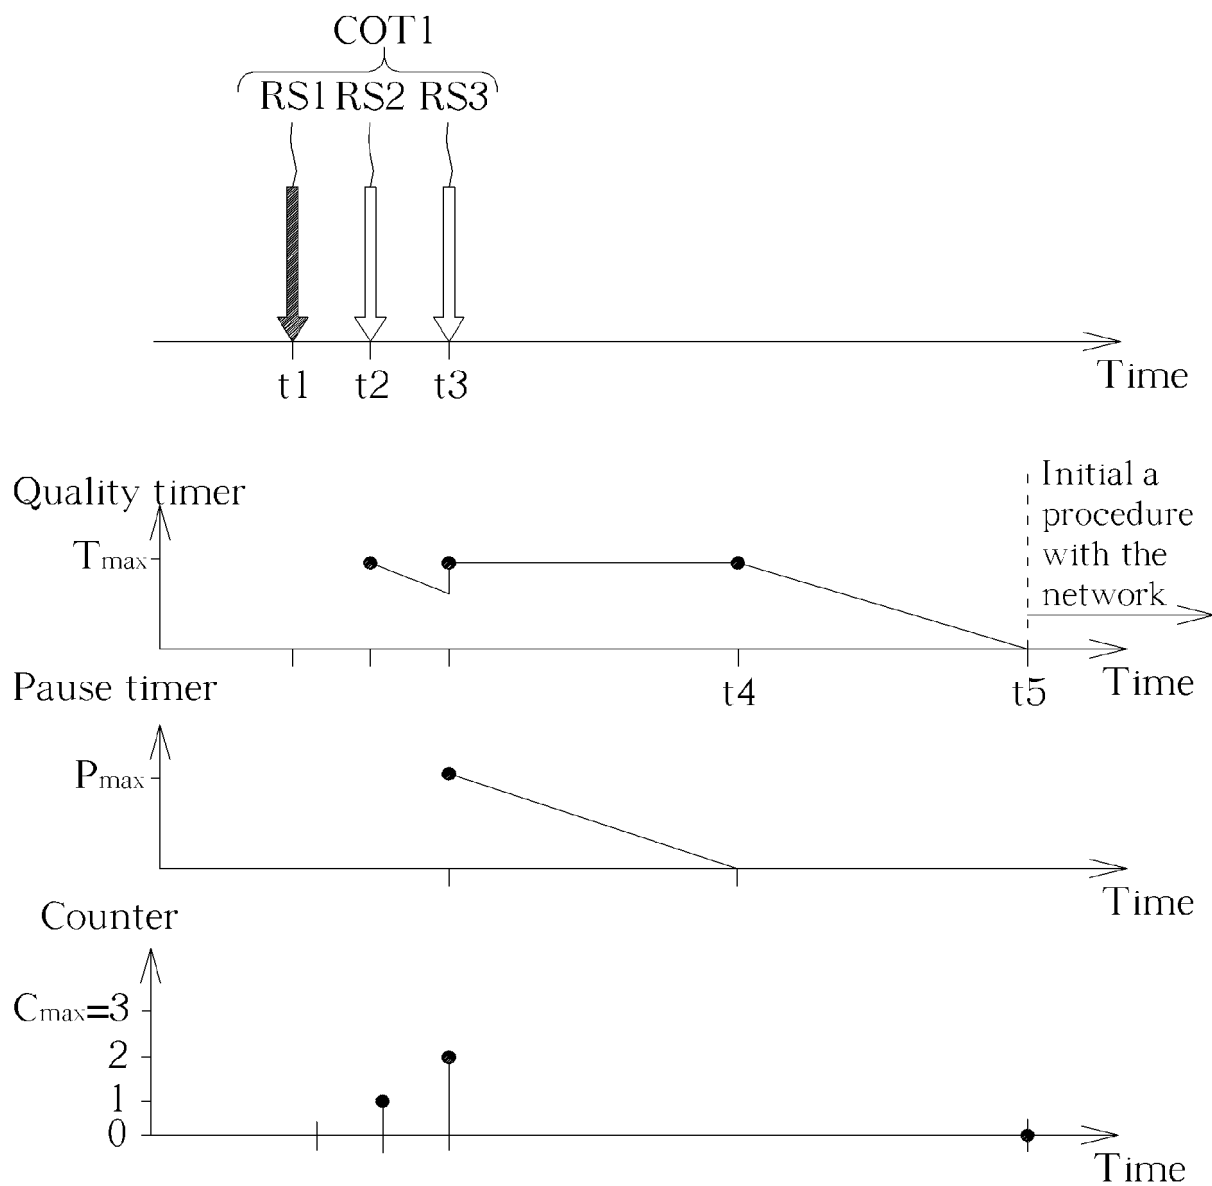 COT1
RS1 RS2 RS3
t1 t2 t3
Time
Quality timer
Tmax
Initial a
procedure
with the
network
t4 t5 Time
Pause timer
Pmax
Time
Counter
Cmax=3
2
1
0
Time